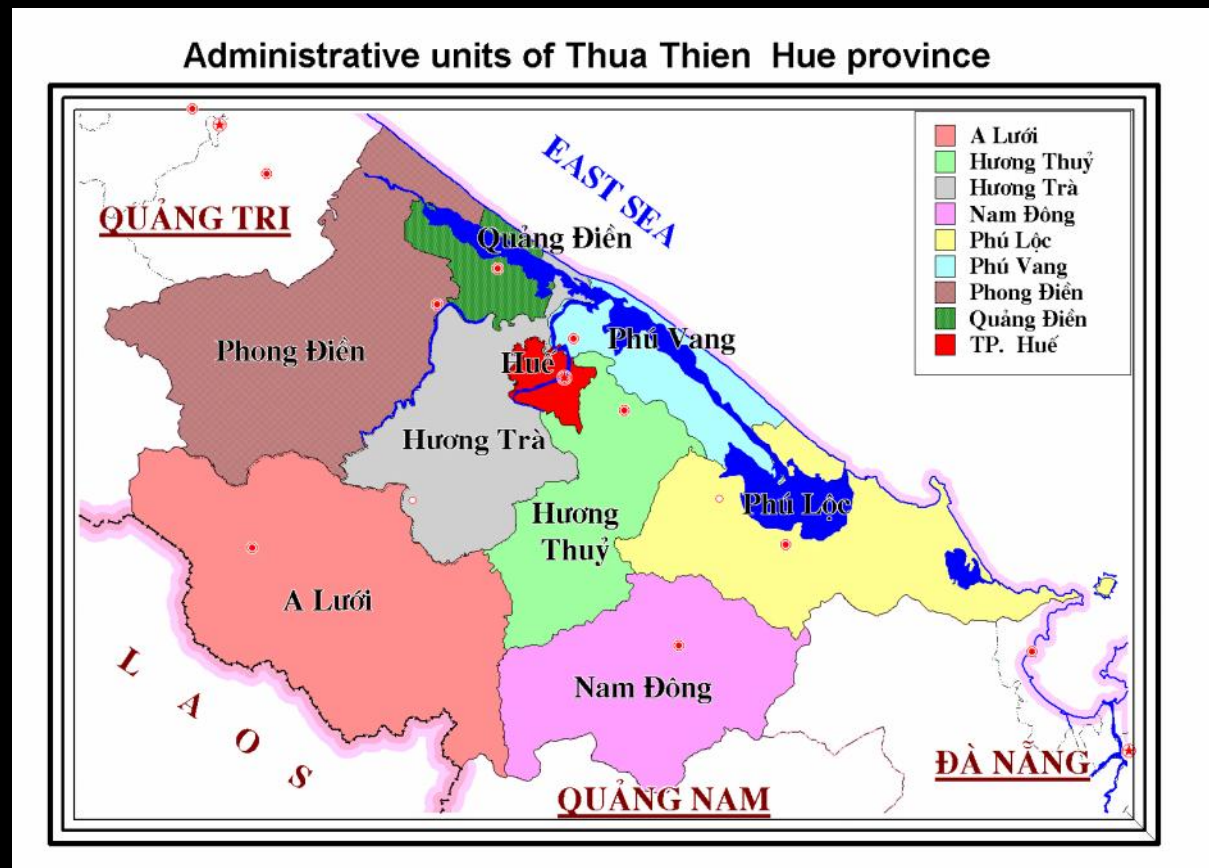 Administrative units of Thua Thien Hue province
A Lưới
Hương Thuỷ
Hương Trà
Nam Đông
Phú Lộc
Phú Vang
Phong Điền
Quảng Điền
TP. Huế
EAST SEA
QUẢNG TRI
Quảng Điền
Phong Điền
Phú Vang
Huế
Hương Trà
Phú Lộc
Hương
Thuỷ
A Lưới
LAOS
Nam Đông
ĐÀ NẴNG
QUẢNG NAM